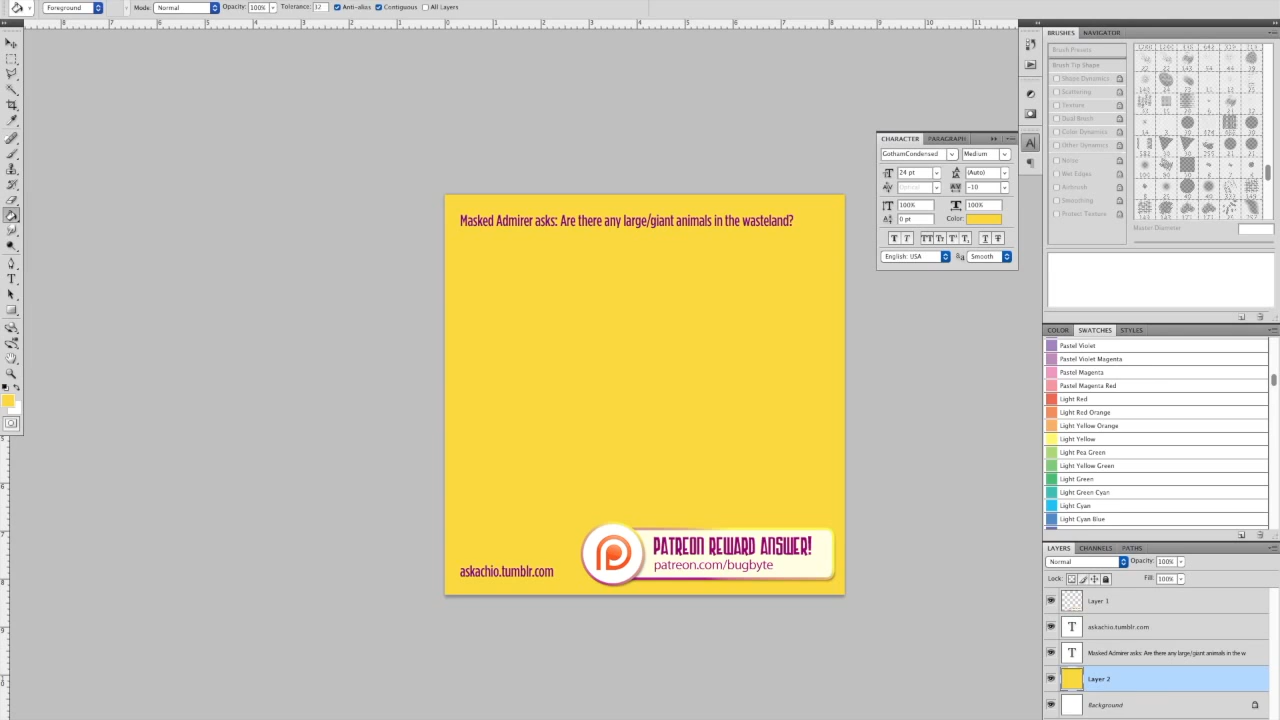 Foreground Mode: Normal Opacity: 100% Tolerance: 32 Anti-alias Contiguous All Layers
BRUSHES NAVIGATOR
Brush Presets
Brush Tip Shape
Shape Dynamics
Scattering
Texture
Dual Brush
Color Dynamics
Other Dynamics
Noise
Wet Edges
Airbrush
Smoothing
Protect Texture
Master Diameter
CHARACTER PARAGRAPH
GothamCondensed Medium
24 pt (Auto)
Optical -10
100% 100%
0 pt Color:
English: USA Smooth
Masked Admirer asks: Are there any large/giant animals in the wasteland?
askachio.tumblr.com
PATREON REWARD ANSWER!
patreon.com/bugbyte
COLOR SWATCHES STYLES
Pastel Violet
Pastel Violet Magenta
Pastel Magenta
Pastel Magenta Red
Light Red
Light Red Orange
Light Yellow Orange
Light Yellow
Light Pea Green
Light Yellow Green
Light Green
Light Green Cyan
Light Cyan
Light Cyan Blue
LAYERS CHANNELS PATHS
Normal Opacity: 100%
Lock: Fill: 100%
Layer 1
askachio.tumblr.com
Masked Admirer asks: Are there any large/giant animals in the w
Layer 2
Background